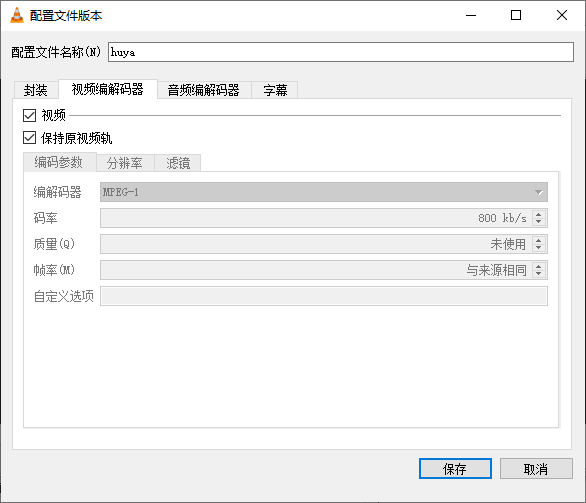 配置文件版本
配置文件名称(N) huya
封装 视频编解码器 音频编解码器 字幕
视频
保持原视频轨
编码参数 分辨率 滤镜
编解码器 MPEG-1
码率 800 kb/s
质量(Q) 未使用
帧率(M) 与来源相同
自定义选项
保存 取消